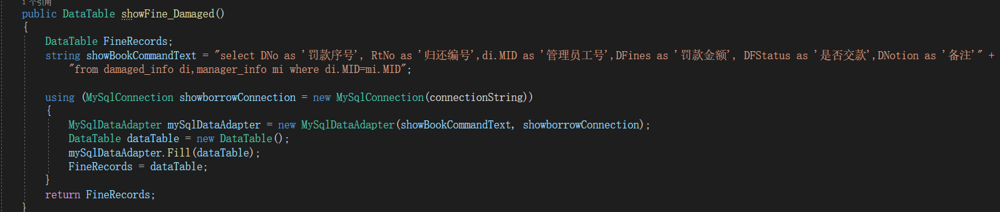 1 个引用
public DataTable showFine_Damaged()
{
DataTable FineRecords;
string showBookCommandText = "select DNo as '罚款序号', RtNo as '归还编号',di.MID as '管理员工号',DFines as '罚款金额', DFStatus as '是否交款',DNotion as '备注'" +
"from damaged_info di,manager_info mi where di.MID=mi.MID";
using (MySqlConnection showborrowConnection = new MySqlConnection(connectionString))
{
MySqlDataAdapter mySqlDataAdapter = new MySqlDataAdapter(showBookCommandText, showborrowConnection);
DataTable dataTable = new DataTable();
mySqlDataAdapter.Fill(dataTable);
FineRecords = dataTable;
}
return FineRecords;
}